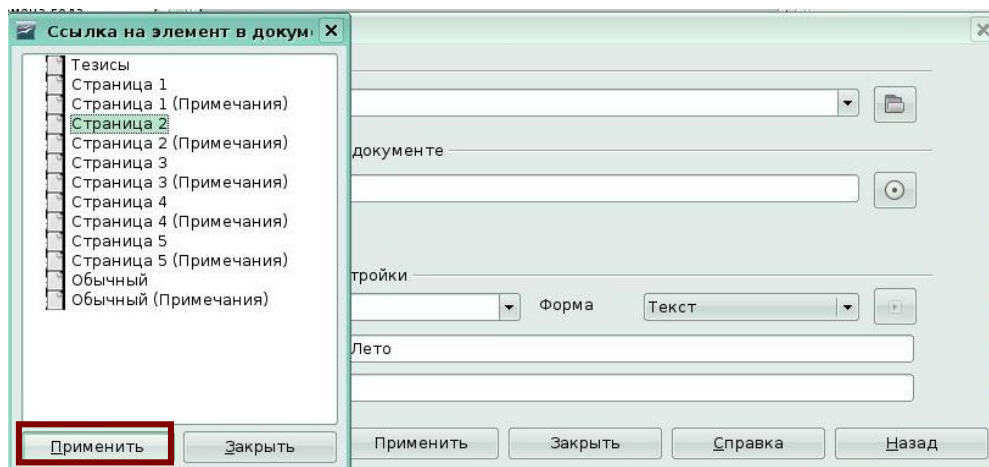 Ссылка на элемент в докум
Тезисы
Страница 1
Страница 1 (Примечания)
Страница 2
Страница 2 (Примечания)
Страница 3
Страница 3 (Примечания)
Страница 4
Страница 4 (Примечания)
Страница 5
Страница 5 (Примечания)
Обычный
Обычный (Примечания)
Применить Закрыть
документе
тройки
Форма Текст
Лето
Применить Закрыть Справка Назад